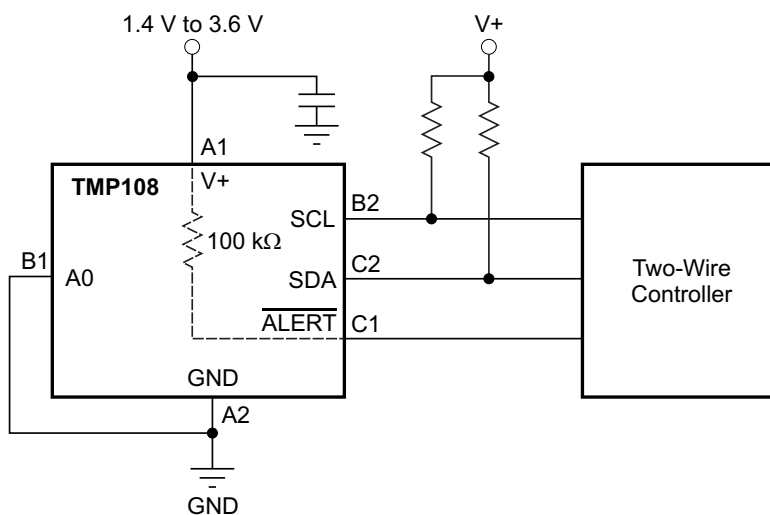 1.4 V to 3.6 V
V+
A1
TMP108
V+
B2
SCL
100 kΩ
B1
A0
C2
SDA
Two-Wire
Controller
A̅L̅E̅R̅T̅
C1
GND
A2
GND